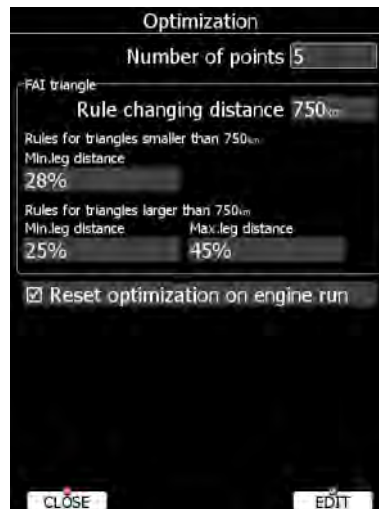 Optimization
Number of points 5
FAI triangle
Rule changing distance 750km
Rules for triangles smaller than 750km
Min.leg distance
28%
Rules for triangles larger than 750km
Min.leg distance Max.leg distance
25% 45%
Reset optimization on engine run
CLOSE EDIT